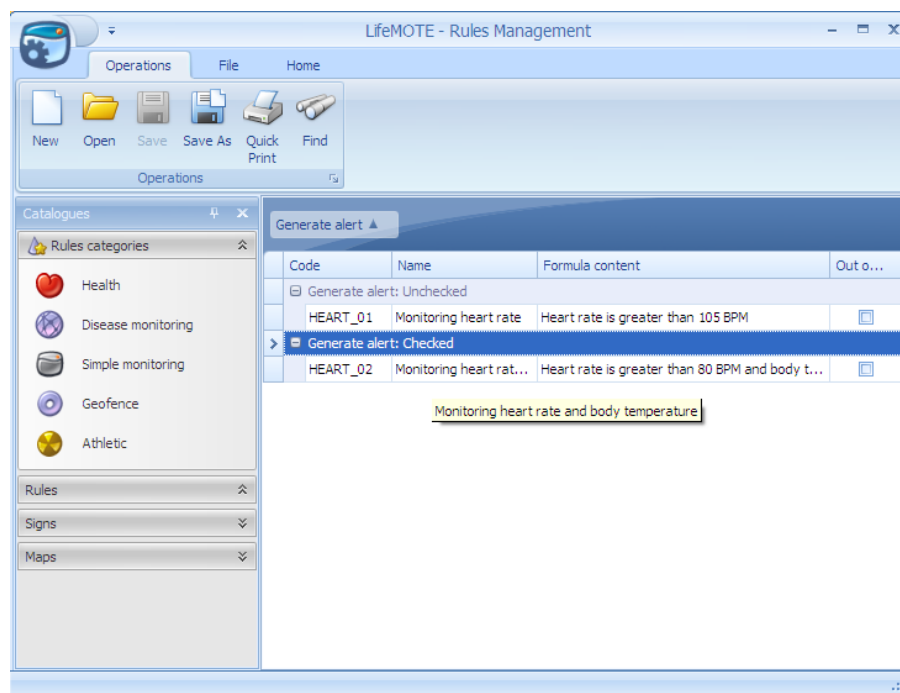 LifeMOTE - Rules Management
Operations File Home
New Open Save Save As Quick Print Find
Operations
Catalogues
Rules categories
Health
Disease monitoring
Simple monitoring
Geofence
Athletic
Rules
Signs
Maps
Generate alert
Code Name Formula content Out o...
Generate alert: Unchecked
HEART_01 Monitoring heart rate Heart rate is greater than 105 BPM
Generate alert: Checked
HEART_02 Monitoring heart rat... Heart rate is greater than 80 BPM and body t...
Monitoring heart rate and body temperature